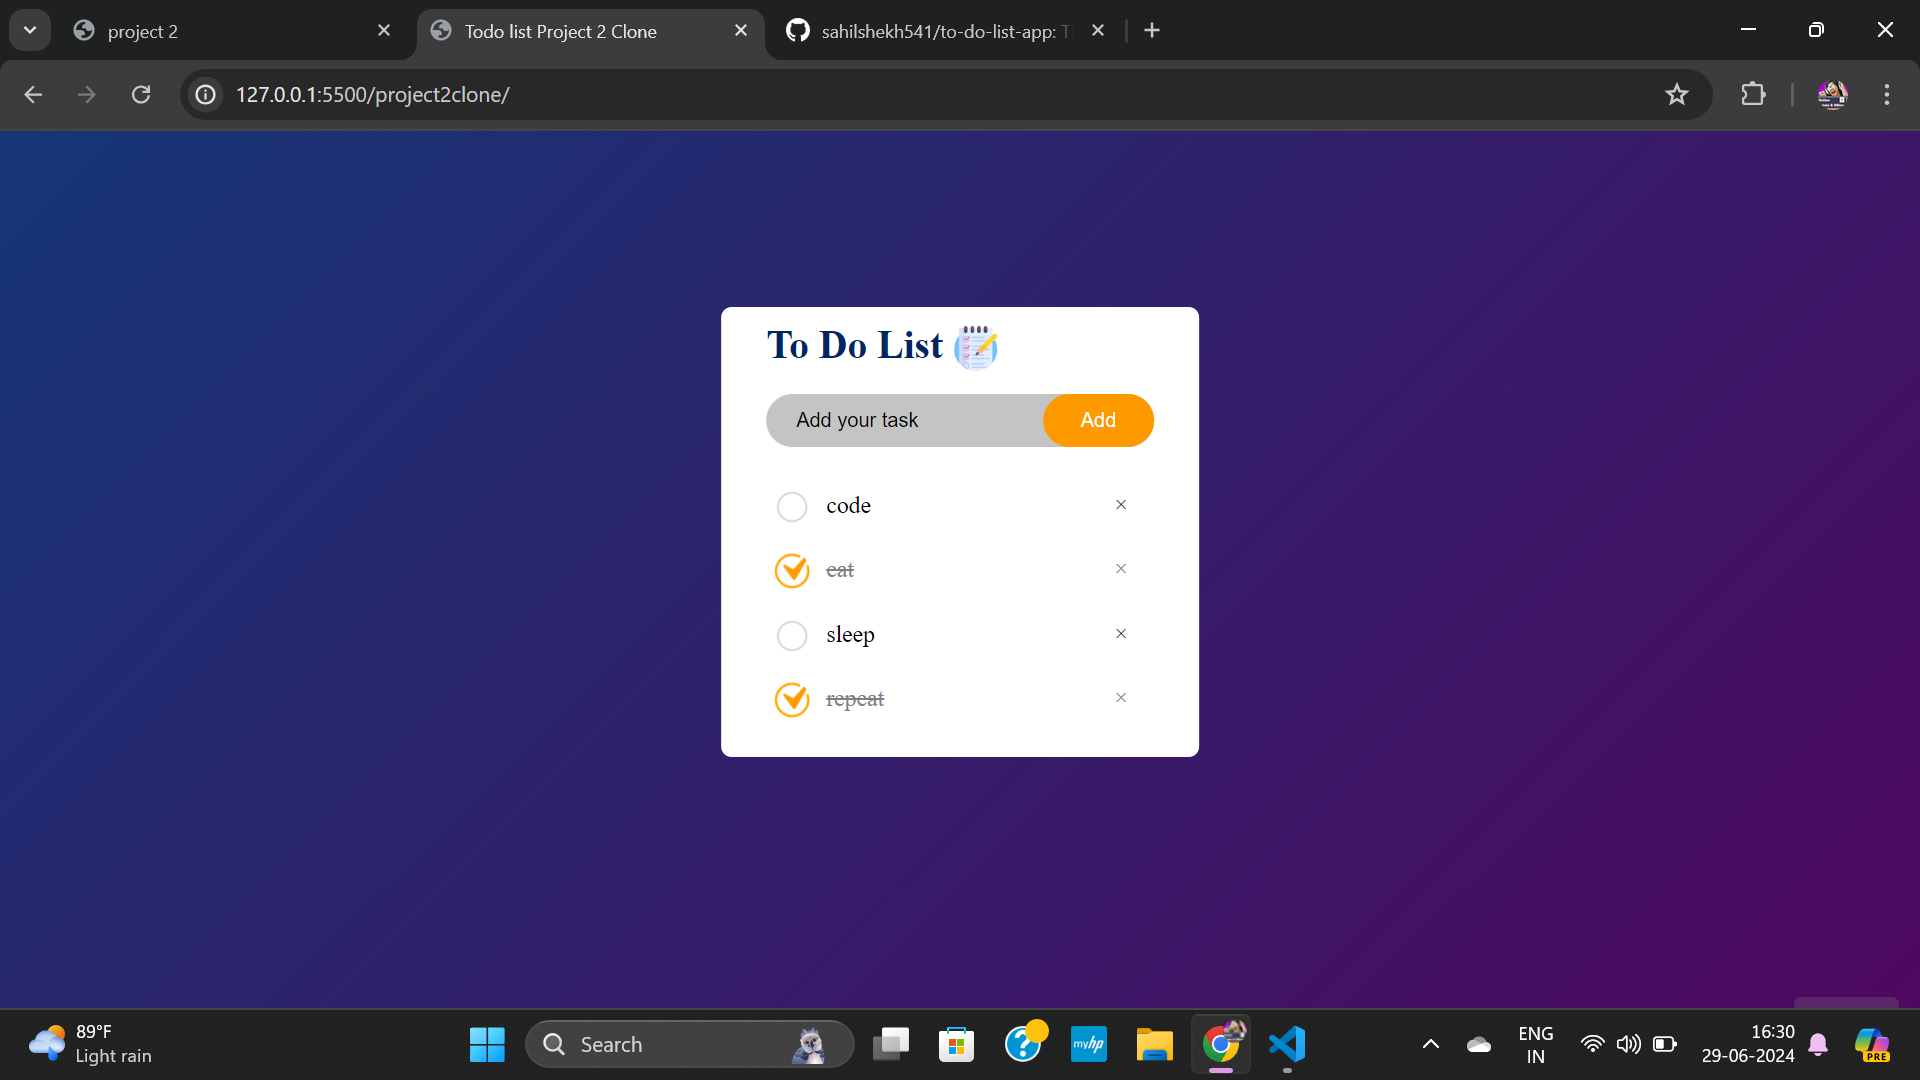 project 2
Todo list Project 2 Clone
sahilshekh541/to-do-list-app:
127.0.0.1:5500/project2clone/
To Do List
Add your task
Add
code
eat
sleep
repeat
89°F
Light rain
Search
myhp
ENG
IN
16:30
29-06-2024
PRE